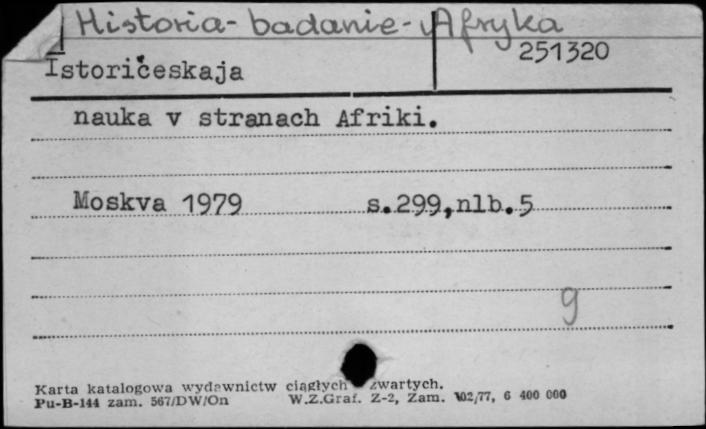 Historia - badanie - Afryka
251320
Istoričeskaja
nauka v stranach Afriki.
Moskva 1979 s.299,nlb.5
9
Karta katalogowa wydawnictw ciągłych zwartych.
Pu-B-144 zam. 567/DW/On W.Z.Graf. Z-2, Zam. 102/77, 6 400 000